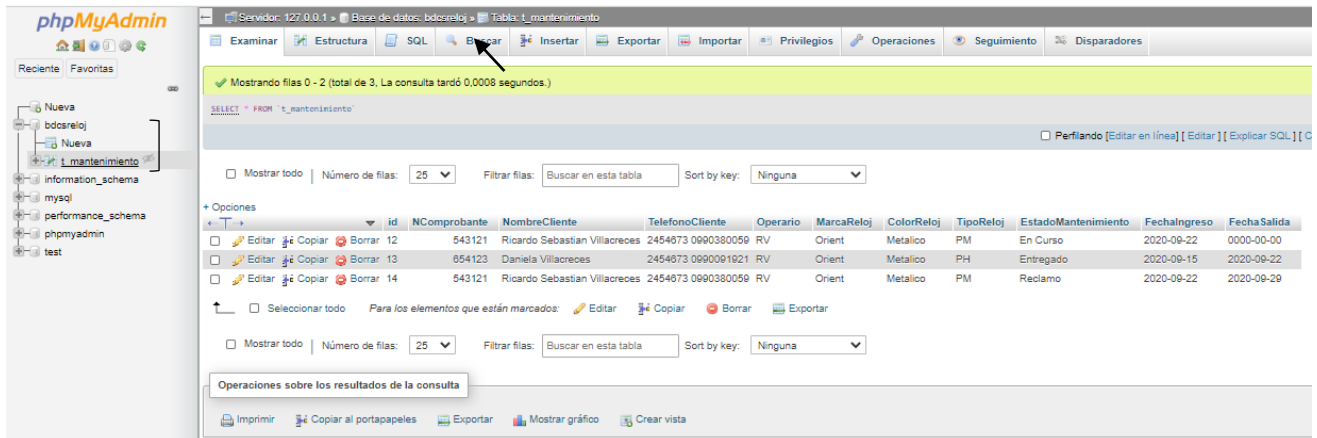 phpMyAdmin
Reciente Favoritas
Nueva
bdcsreloj
Nueva
t_mantenimiento
information_schema
mysql
performance_schema
phpmyadmin
test
Servidor: 127.0.0.1 » Base de datos: bdcsreloj » Tabla: t_mantenimiento
Examinar Estructura SQL Buscar Insertar Exportar Importar Privilegios Operaciones Seguimiento Disparadores
Mostrando filas 0 - 2 (total de 3, La consulta tardó 0,0008 segundos.)
SELECT * FROM `t_mantenimiento`
Perfilando [Editar en línea] [ Editar ] [ Explicar SQL ] [ C
Mostrar todo | Número de filas: 25 Filtrar filas: Buscar en esta tabla Sort by key: Ninguna
+ Opciones
id NComprobante NombreCliente TelefonoCliente Operario MarcaReloj ColorReloj TipoReloj EstadoMantenimiento FechaIngreso FechaSalida
Editar Copiar Borrar 12 543121 Ricardo Sebastian Villacreces 2454673 0990380059 RV Orient Metalico PM En Curso 2020-09-22 0000-00-00
Editar Copiar Borrar 13 654123 Daniela Villacreces 2454673 0990091921 RV Orient Metalico PH Entregado 2020-09-15 2020-09-22
Editar Copiar Borrar 14 543121 Ricardo Sebastian Villacreces 2454673 0990380059 RV Orient Metalico PM Reclamo 2020-09-22 2020-09-29
Seleccionar todo Para los elementos que están marcados: Editar Copiar Borrar Exportar
Mostrar todo | Número de filas: 25 Filtrar filas: Buscar en esta tabla Sort by key: Ninguna
Operaciones sobre los resultados de la consulta
Imprimir Copiar al portapapeles Exportar Mostrar gráfico Crear vista